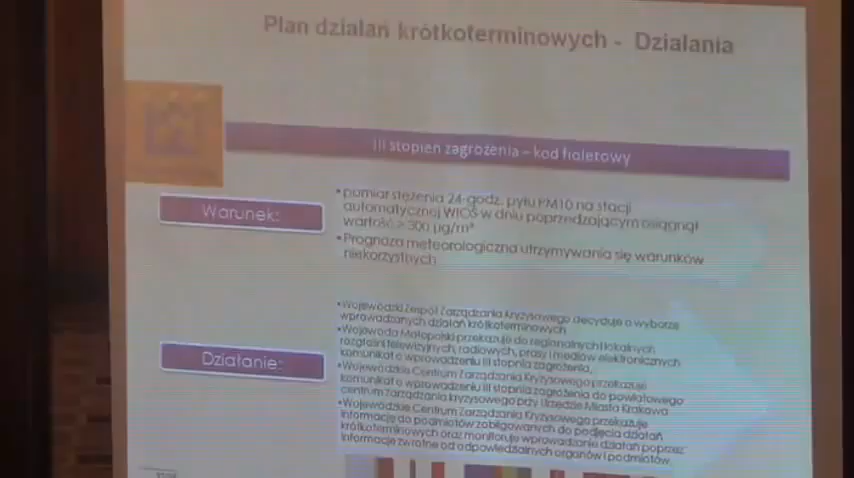 Plan działań krótkoterminowych - Działania
III stopień zagrożenia – kod fioletowy
Warunek:
• pomiar stężenia 24-godz. pyłu PM10 na stacji
automatycznej WIOŚ w dniu poprzedzającym osiągnął
wartość > 300 µg/m³
• Prognoza meteorologiczna utrzymywania się warunków
niekorzystnych
Działanie:
• Wojewódzki Zespół Zarządzania Kryzysowego decyduje o wyborze
wprowadzanych działań krótkoterminowych
• Wojewoda Małopolski przekazuje do regionalnych i lokalnych
rozgłośni telewizyjnych, radiowych, prasy i mediów elektronicznych
komunikat o wprowadzeniu III stopnia zagrożenia,
• Wojewódzkie Centrum Zarządzania Kryzysowego przekazuje
komunikat o wprowadzeniu III stopnia zagrożenia do powiatowego
centrum zarządzania kryzysowego przy Urzędzie Miasta Krakowa
• Wojewódzkie Centrum Zarządzania Kryzysowego przekazuje
informację do podmiotów zobligowanych do podjęcia działań
krótkoterminowych oraz monitoruje wprowadzanie działań poprzez
informacje zwrotne od odpowiedzialnych organów i podmiotów.